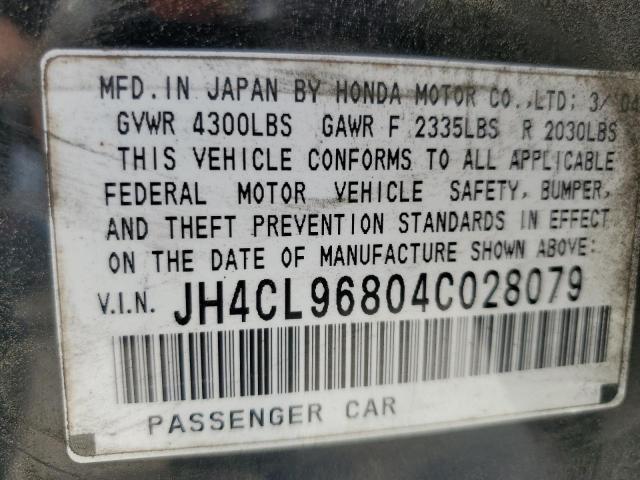 MFD. IN JAPAN BY HONDA MOTOR CO.,LTD; 3/0
GVWR 4300LBS GAWR F 2335LBS R 2030LBS
THIS VEHICLE CONFORMS TO ALL APPLICABLE
FEDERAL MOTOR VEHICLE SAFETY, BUMPER,
AND THEFT PREVENTION STANDARDS IN EFFECT
ON THE DATE OF MANUFACTURE SHOWN ABOVE:
V.I.N. JH4CL96804C028079
PASSENGER CAR